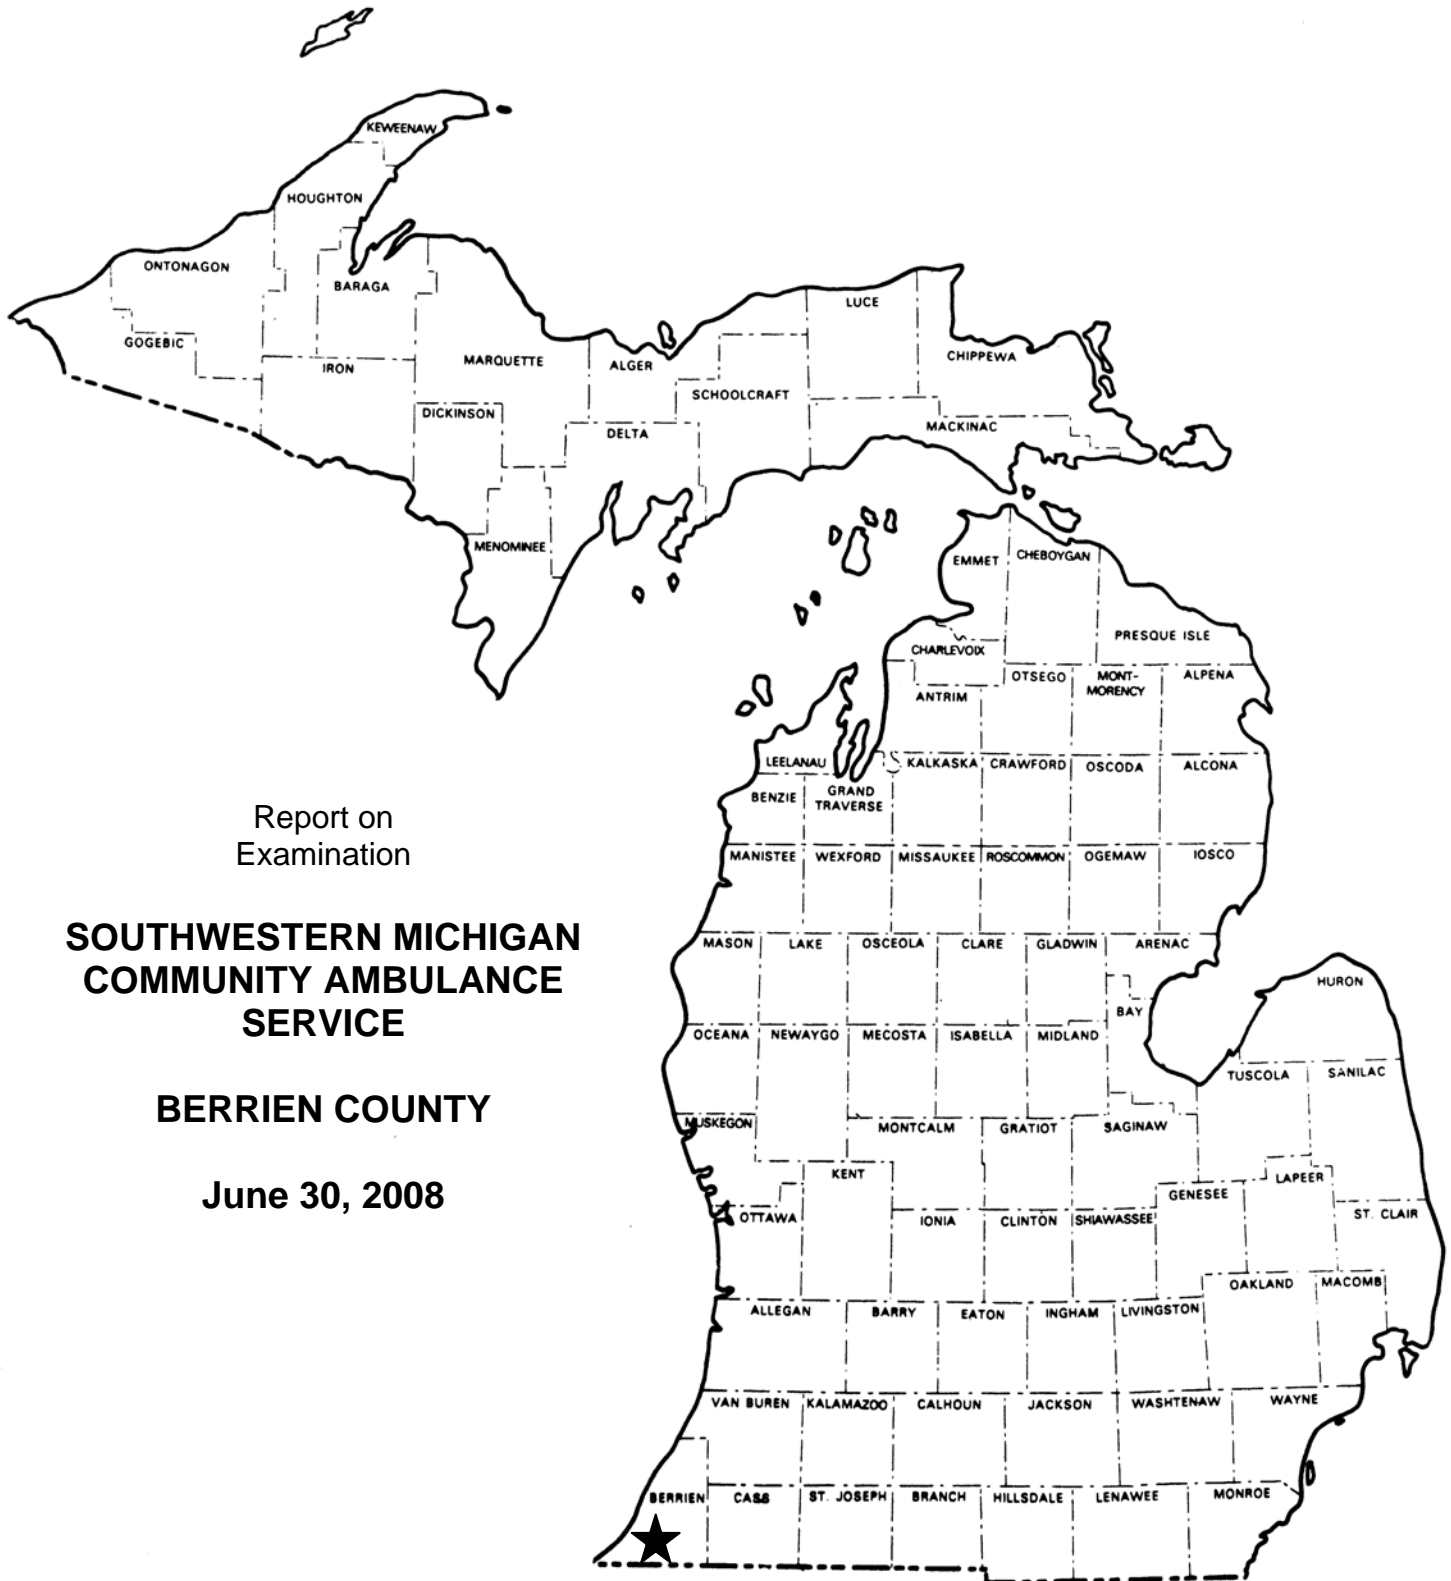 KEWEENAW
HOUGHTON
ONTONAGON
BARAGA
LUCE
GOGEBIC
IRON
MARQUETTE
ALGER
CHIPPEWA
SCHOOLCRAFT
DICKINSON
DELTA
MACKINAC
MENOMINEE
EMMET
CHEBOYGAN
PRESQUE ISLE
CHARLEVOIX
OTSEGO
MONT-
MORENCY
ALPENA
ANTRIM
LEELANAU
KALKASKA
CRAWFORD
OSCODA
ALCONA
BENZIE
GRAND
TRAVERSE
Report on
Examination
MANISTEE
WEXFORD
MISSAUKEE
ROSCOMMON
OGEMAW
IOSCO
SOUTHWESTERN MICHIGAN
COMMUNITY AMBULANCE
SERVICE
MASON
LAKE
OSCEOLA
CLARE
GLADWIN
ARENAC
HURON
BAY
OCEANA
NEWAYGO
MECOSTA
ISABELLA
MIDLAND
TUSCOLA
SANILAC
BERRIEN COUNTY
MUSKEGON
MONTCALM
GRATIOT
SAGINAW
June 30, 2008
KENT
GENESEE
LAPEER
OTTAWA
IONIA
CLINTON
SHIAWASSEE
ST. CLAIR
OAKLAND
MACOMB
ALLEGAN
BARRY
EATON
INGHAM
LIVINGSTON
VAN BUREN
KALAMAZOO
CALHOUN
JACKSON
WASHTENAW
WAYNE
BERRIEN
CASS
ST. JOSEPH
BRANCH
HILLSDALE
LENAWEE
MONROE